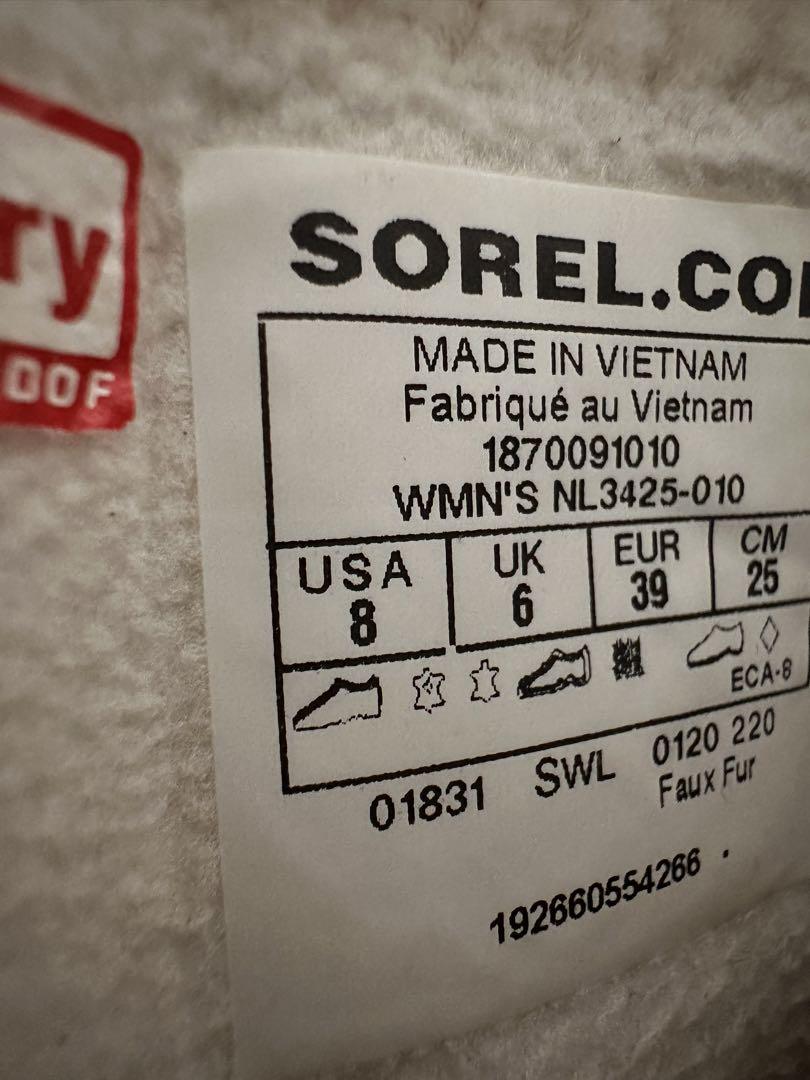 ry
OOF
SOREL.CO
MADE IN VIETNAM
Fabriqué au Vietnam
1870091010
WMN'S NL3425-010
USA UK EUR CM
8 6 39 25
ECA-8
01831 SWL 0120 220
Faux Fur
192660554266 .